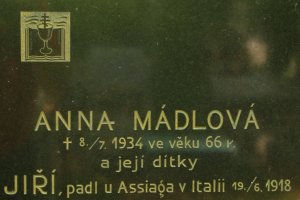 ANNA MÁDLOVÁ
† 8./7. 1934 ve věku 66 r.
a její dítky
JIŘÍ, padl u Assiaga v Italii 19./6. 1918